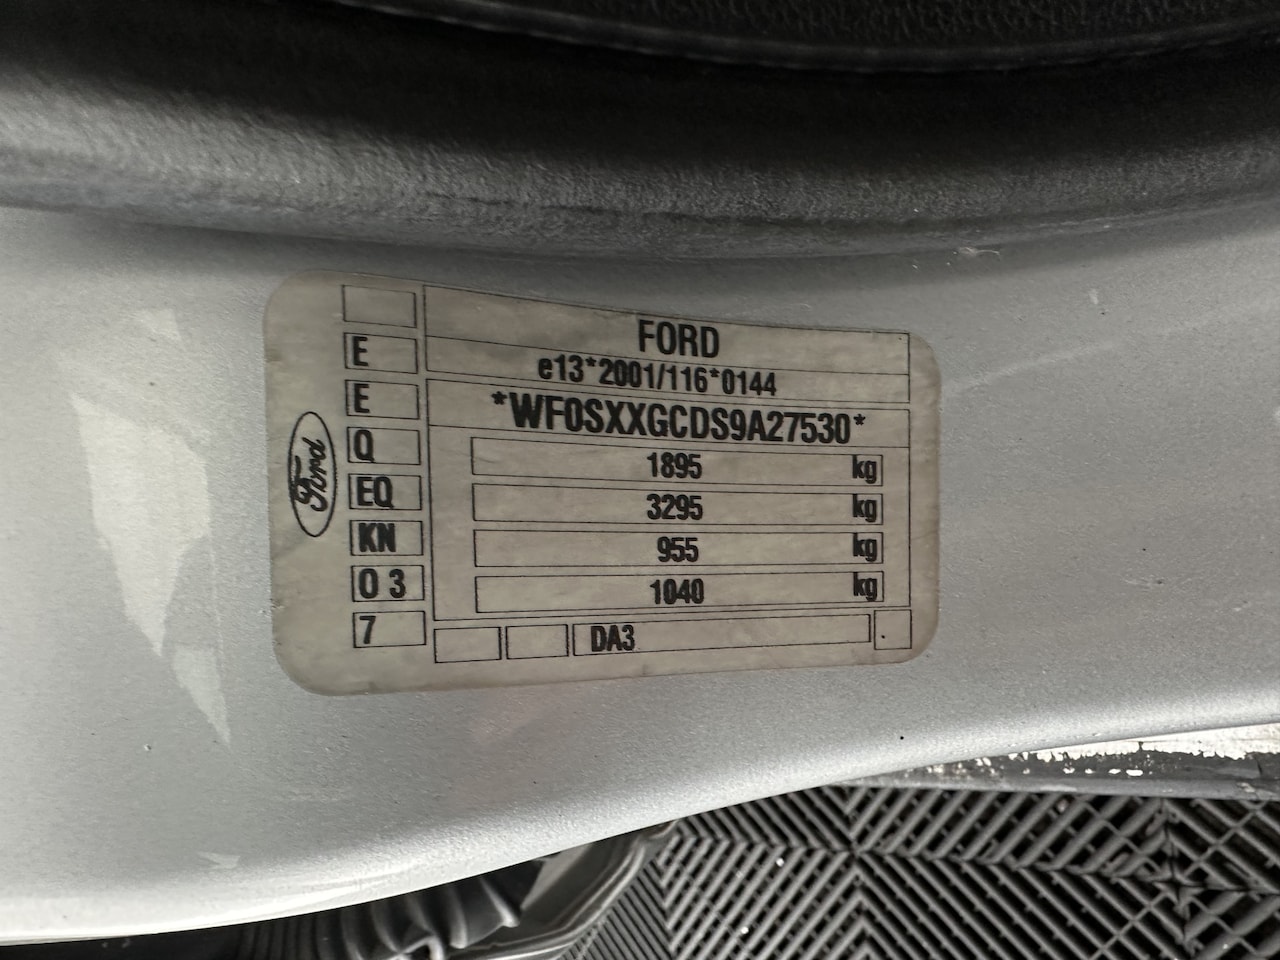 FORD
e13*2001/116*0144
*WF0SXXGCDS9A27530*
1895 kg
3295 kg
955 kg
1040 kg
DA3
E
E
Q
EQ
KN
0 3
7
Ford